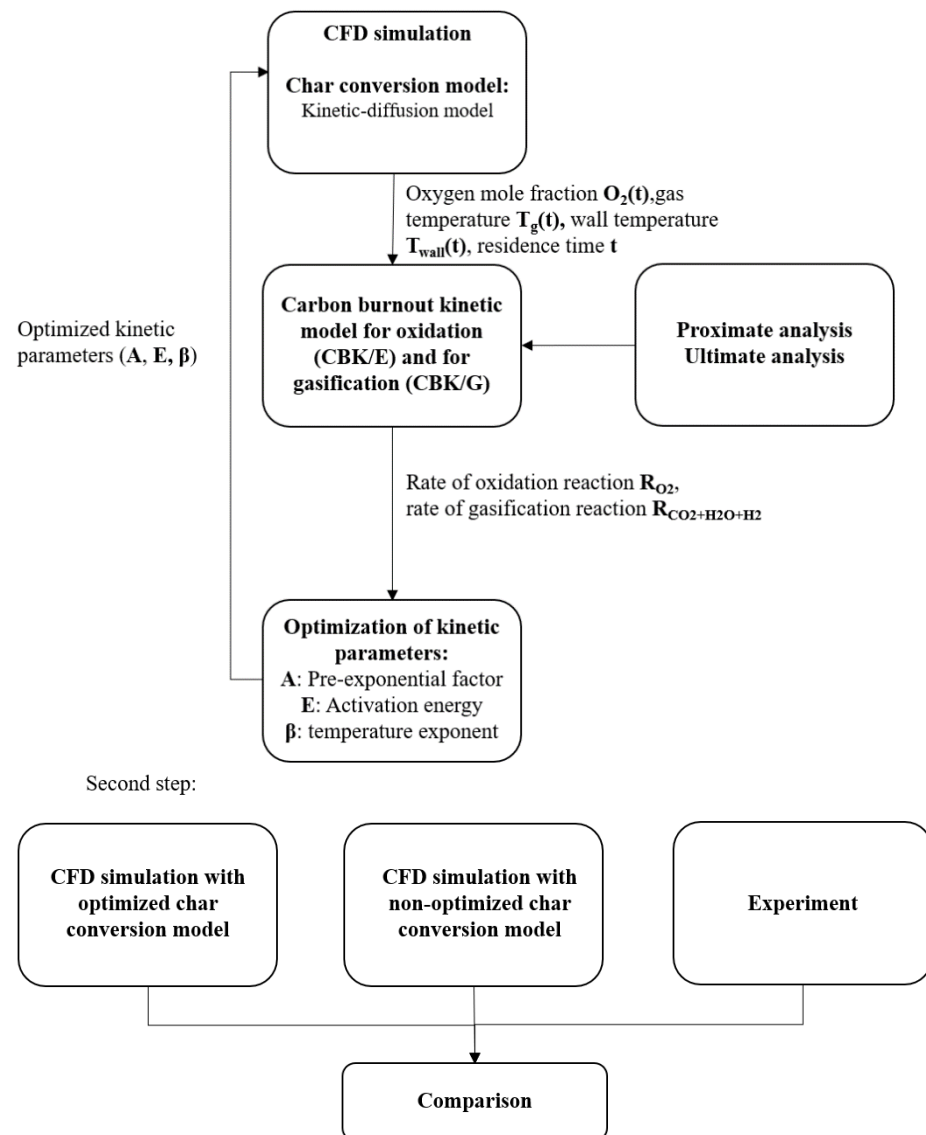 CFD simulation
Char conversion model:
Kinetic-diffusion model
Oxygen mole fraction O₂(t),gas
temperature T_g(t), wall temperature
T_wall(t), residence time t
Carbon burnout kinetic
model for oxidation
(CBK/E) and for
gasification (CBK/G)
Proximate analysis
Ultimate analysis
Optimized kinetic
parameters (A, E, β)
Rate of oxidation reaction R_O2,
rate of gasification reaction R_CO2+H2O+H2
Optimization of kinetic
parameters:
A: Pre-exponential factor
E: Activation energy
β: temperature exponent
Second step:
CFD simulation with
optimized char
conversion model
CFD simulation with
non-optimized char
conversion model
Experiment
Comparison